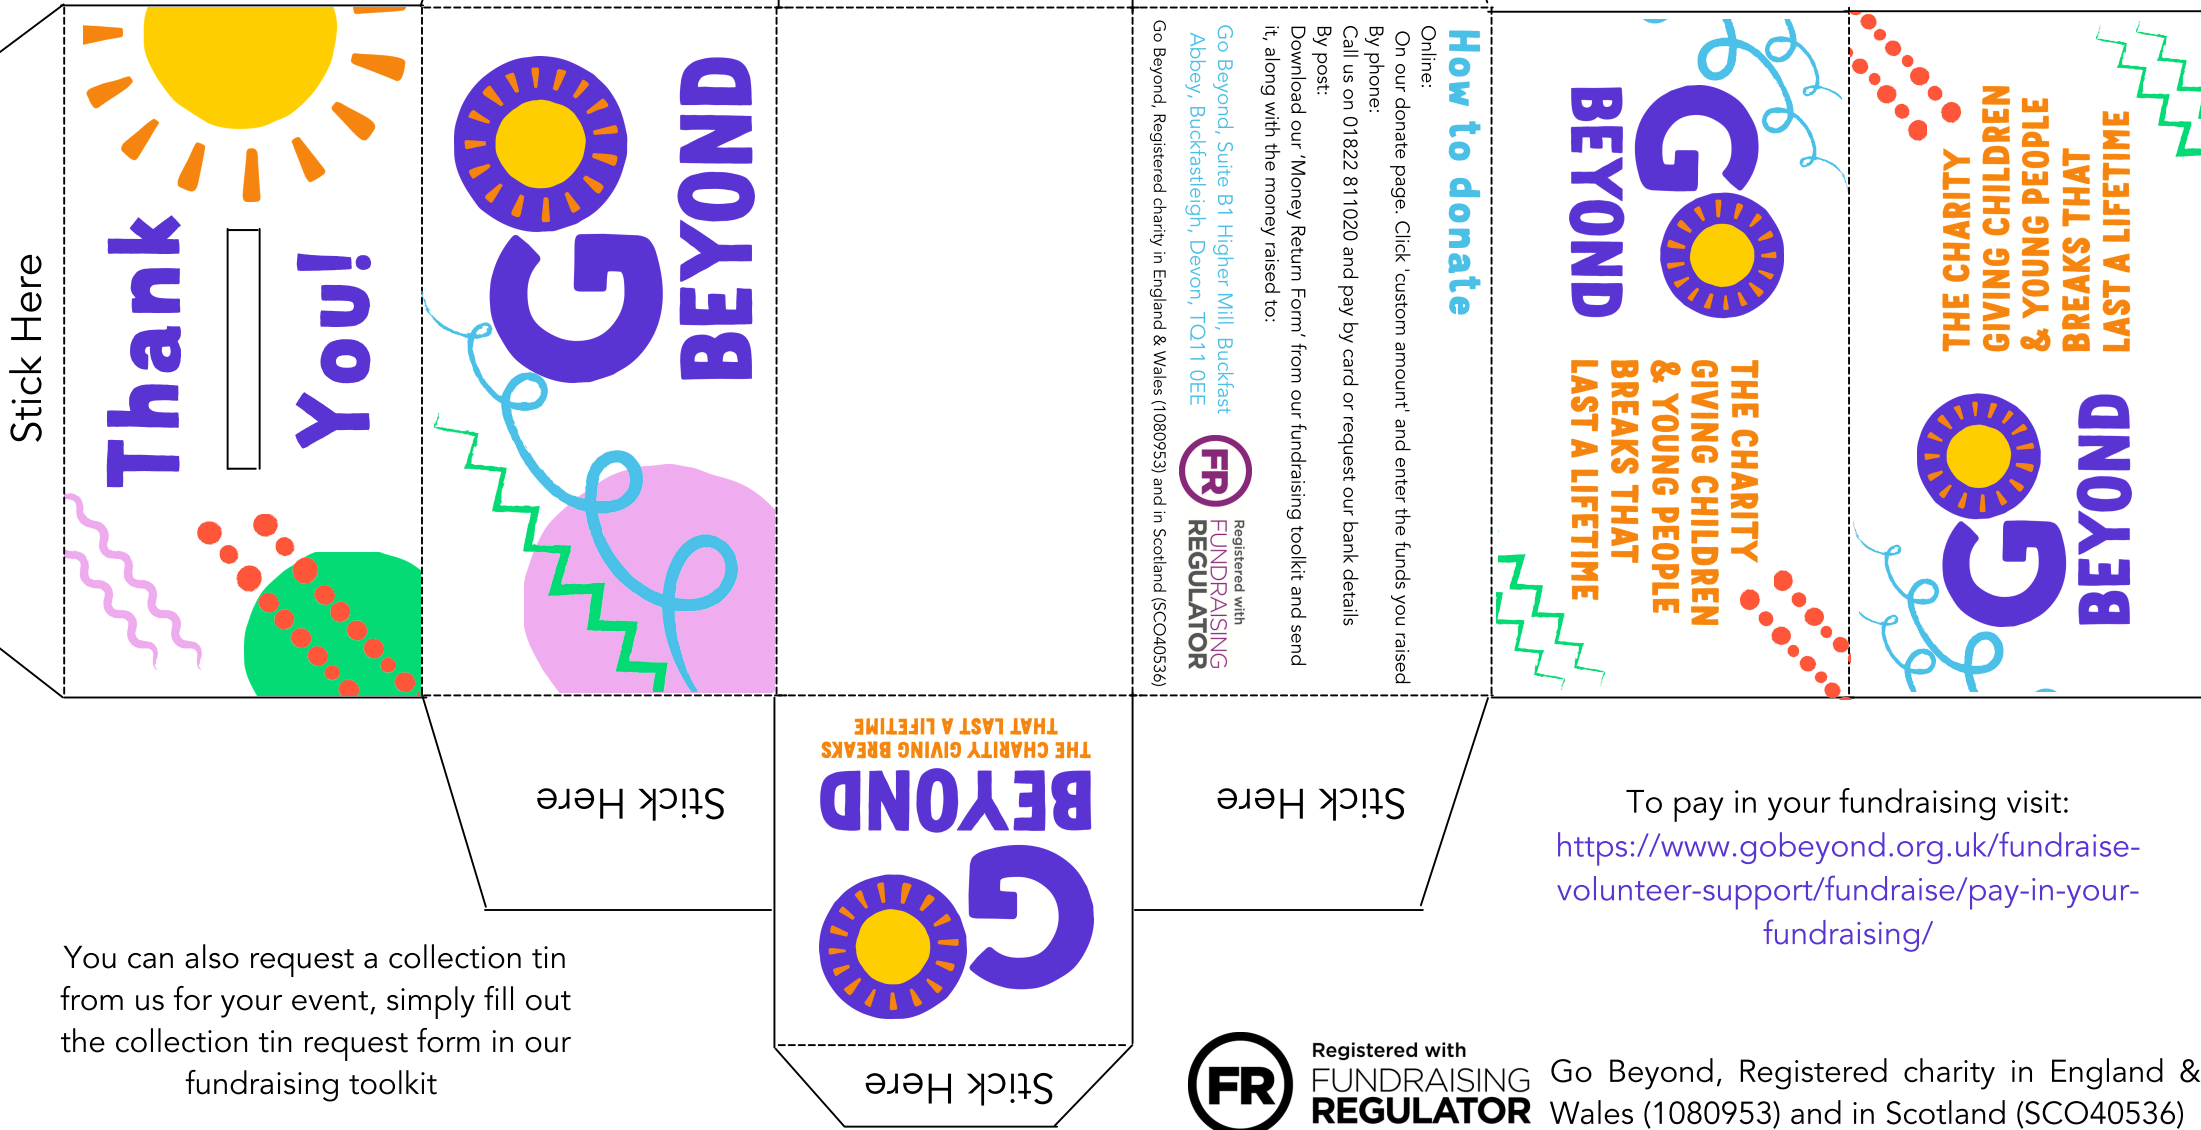 Stick Here
Thank
You!
GO
BEYOND
How to donate
Online:
On our donate page. Click 'custom amount' and enter the funds you raised
By phone:
Call us on 01822 811020 and pay by card or request our bank details
By post:
Download our ‘Money Return Form’ from our fundraising toolkit and send
it, along with the money raised to:
Go Beyond, Suite B1 Higher Mill, Buckfast
Abbey, Buckfastleigh, Devon, TQ11 0EE
FR
Registered with
FUNDRAISING
REGULATOR
Go Beyond, Registered charity in England & Wales (1080953) and in Scotland (SCO40536)
GO
BEYOND
THE CHARITY
GIVING CHILDREN
& YOUNG PEOPLE
BREAKS THAT
LAST A LIFETIME
GO
BEYOND
THE CHARITY
GIVING CHILDREN
& YOUNG PEOPLE
BREAKS THAT
LAST A LIFETIME
Stick Here
GO
BEYOND
THE CHARITY GIVING BREAKS
THAT LAST A LIFETIME
Stick Here
Stick Here
To pay in your fundraising visit:
https://www.gobeyond.org.uk/fundraise-
volunteer-support/fundraise/pay-in-your-
fundraising/
You can also request a collection tin
from us for your event, simply fill out
the collection tin request form in our
fundraising toolkit
FR
Registered with
FUNDRAISING
REGULATOR
Go Beyond, Registered charity in England &
Wales (1080953) and in Scotland (SCO40536)